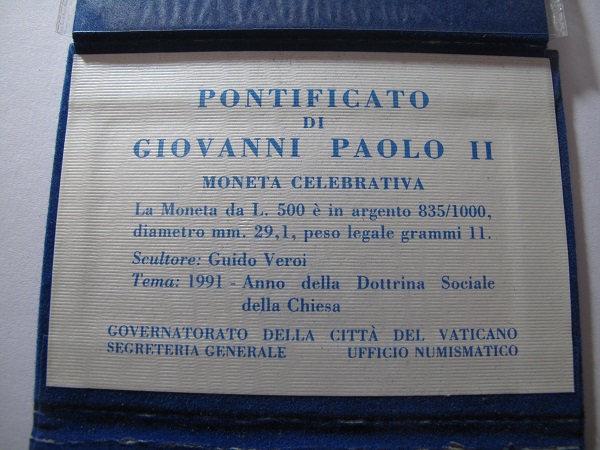 PONTIFICATO
DI
GIOVANNI PAOLO II
MONETA CELEBRATIVA
La Moneta da L. 500 è in argento 835/1000,
diametro mm. 29,1, peso legale grammi 11.
Scultore: Guido Veroi
Tema: 1991 - Anno della Dottrina Sociale
della Chiesa
GOVERNATORATO DELLA CITTÀ DEL VATICANO
SEGRETERIA GENERALE UFFICIO NUMISMATICO